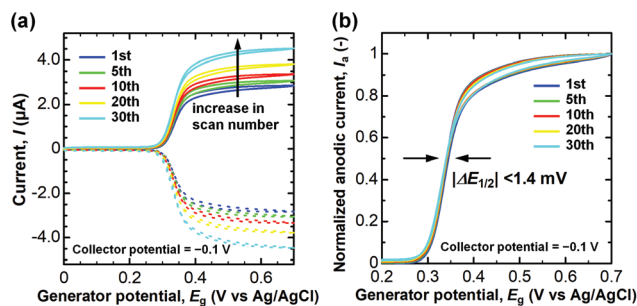 (a)
Current, I (μA)
4.0
2.0
0
-2.0
-4.0
1st
5th
10th
20th
30th
increase in
scan number
Collector potential = −0.1 V
0 0.2 0.4 0.6
Generator potential, Eg (V vs Ag/AgCl)
(b)
Normalized anodic current, Ia (-)
1.0
0.8
0.6
0.4
0.2
0
1st
5th
10th
20th
30th
|ΔE1/2| <1.4 mV
Collector potential = −0.1 V
0.2 0.3 0.4 0.5 0.6 0.7
Generator potential, Eg (V vs Ag/AgCl)